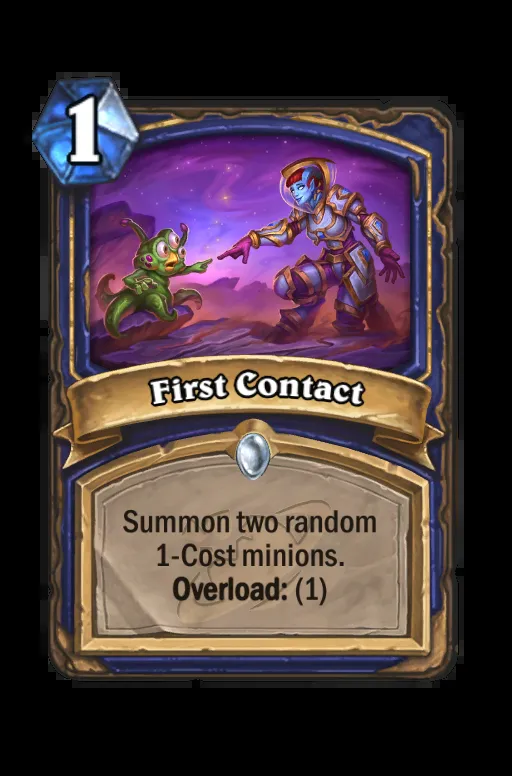 1
First Contact
Summon two random
1-Cost minions.
Overload: (1)